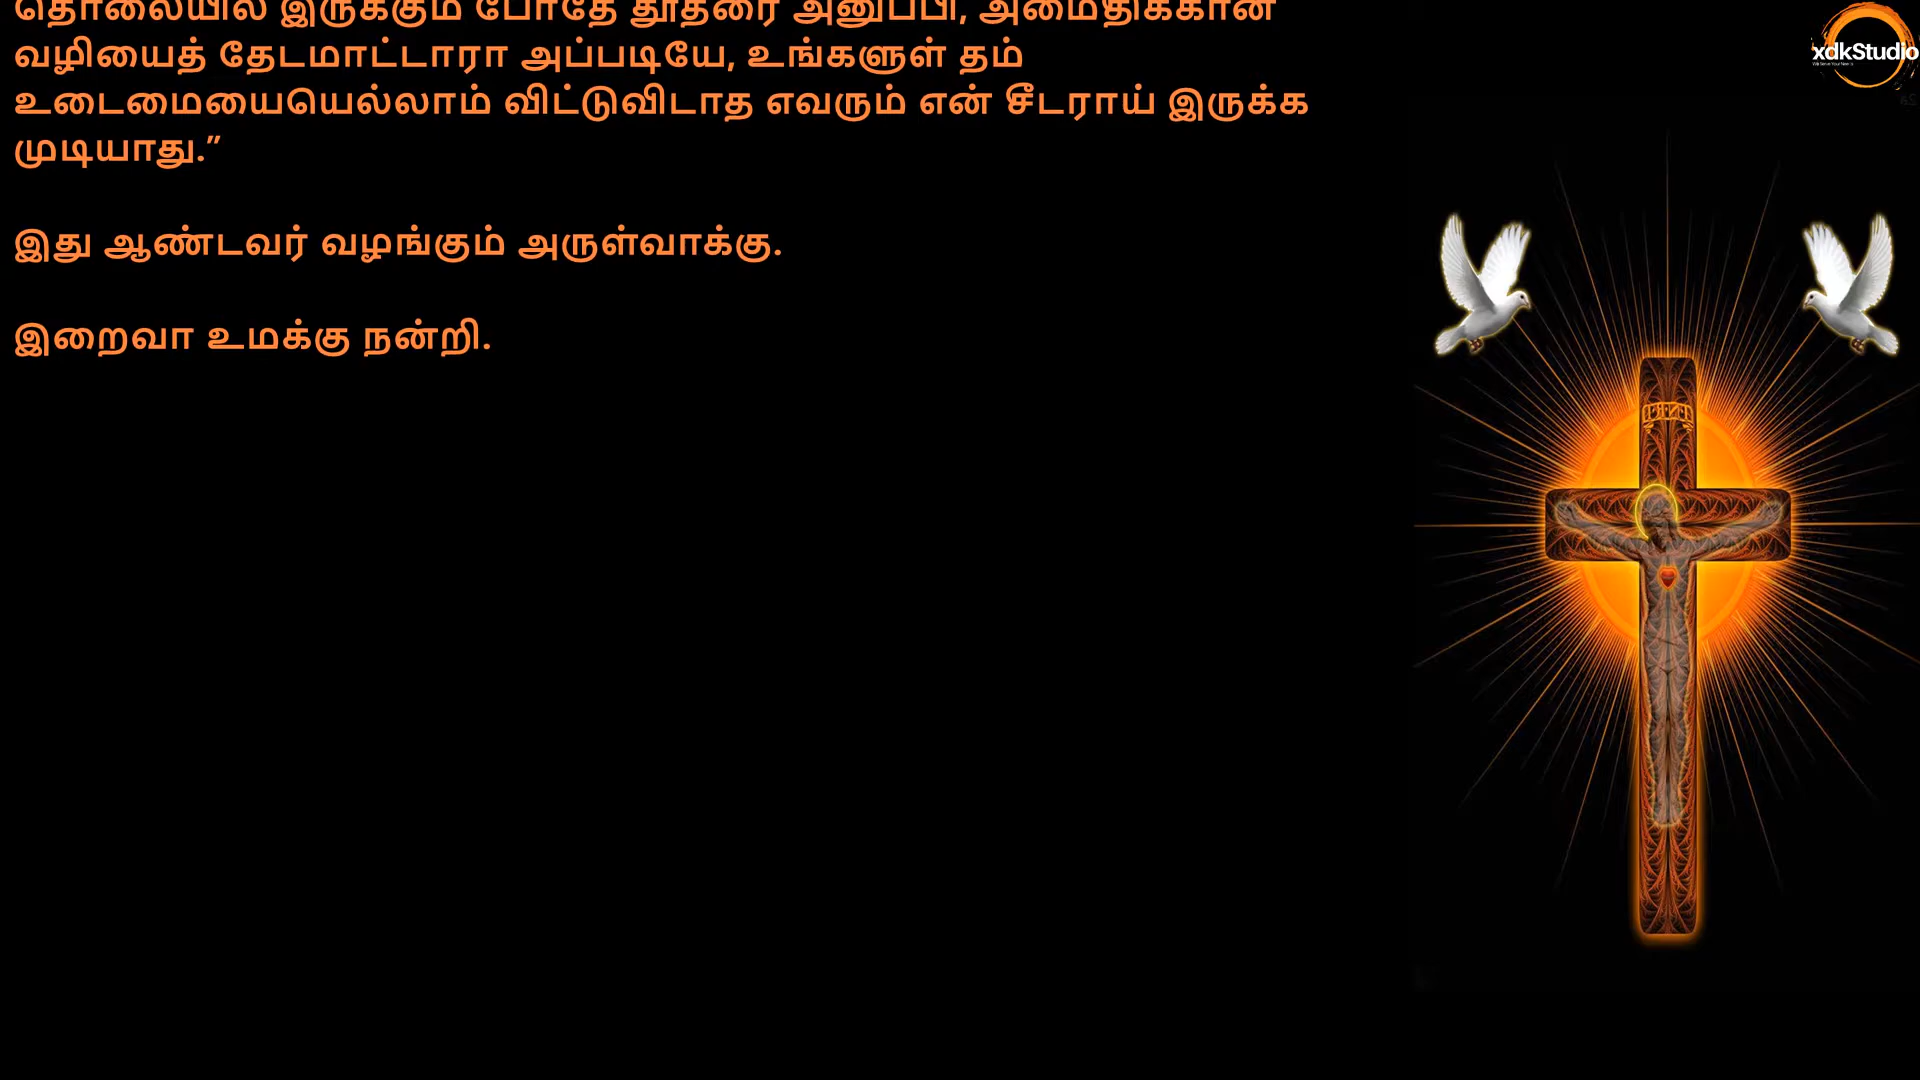 தொலையில் இருக்கும் போதே தூதரை அனுப்பி, அமைதிக்கான
வழியைத் தேடமாட்டாரா அப்படியே, உங்களுள் தம்
உடைமையையெல்லாம் விட்டுவிடாத எவரும் என் சீடராய் இருக்க
முடியாது.”
இது ஆண்டவர் வழங்கும் அருள்வாக்கு.
இறைவா உமக்கு நன்றி.
xdkStudio